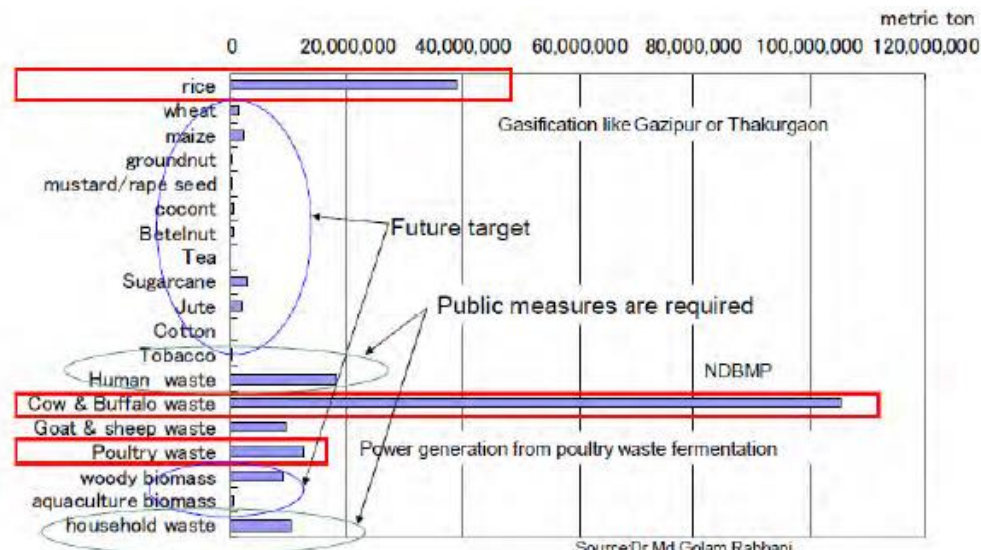 metric ton
0 20,000,000 40,000,000 60,000,000 80,000,000 100,000,000 120,000,000
rice
wheat
Gasification like Gazipur or Thakurgaon
maize
groundnut
mustard/rape seed
cocont
Betelnut
Future target
Tea
Sugarcane
Public measures are required
Jute
Cotton
Tobacco
Human waste
NDBMP
Cow & Buffalo waste
Goat & sheep waste
Poultry waste
Power generation from poultry waste fermentation
woody biomass
aquaculture biomass
household waste
Source:Dr Md Golam Rabbani